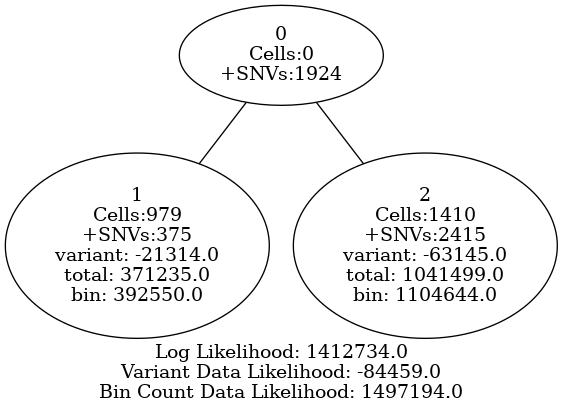 0
Cells:0
+SNVs:1924
1
Cells:979
+SNVs:375
variant: -21314.0
total: 371235.0
bin: 392550.0
2
Cells:1410
+SNVs:2415
variant: -63145.0
total: 1041499.0
bin: 1104644.0
Log Likelihood: 1412734.0
Variant Data Likelihood: -84459.0
Bin Count Data Likelihood: 1497194.0